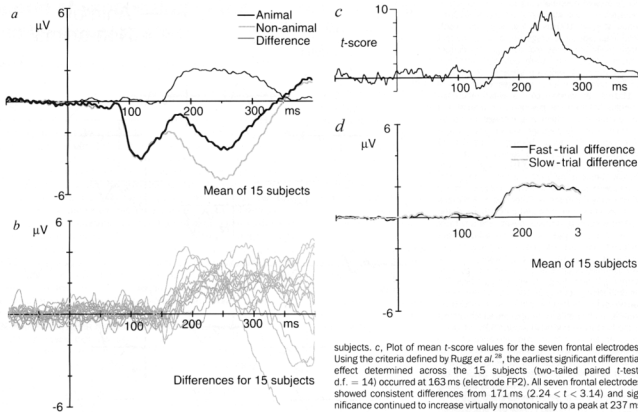 a
μV
6
Animal
Non-animal
Difference
100
200
300
ms
-6
Mean of 15 subjects
b
μV
6
100
200
300
ms
-6
Differences for 15 subjects
c
10
t-score
100
200
300
ms
d
μV
6
Fast-trial difference
Slow-trial difference
100
200
3
-6
Mean of 15 subjects
subjects. c, Plot of mean t-score values for the seven frontal electrodes
Using the criteria defined by Rugg et al.28, the earliest significant differentia
effect determined across the 15 subjects (two-tailed paired t-test
d.f. = 14) occurred at 163 ms (electrode FP2). All seven frontal electrode
showed consistent differences from 171 ms (2.24 < t < 3.14) and sig
nificance continued to increase virtually monotonically to a peak at 237 m